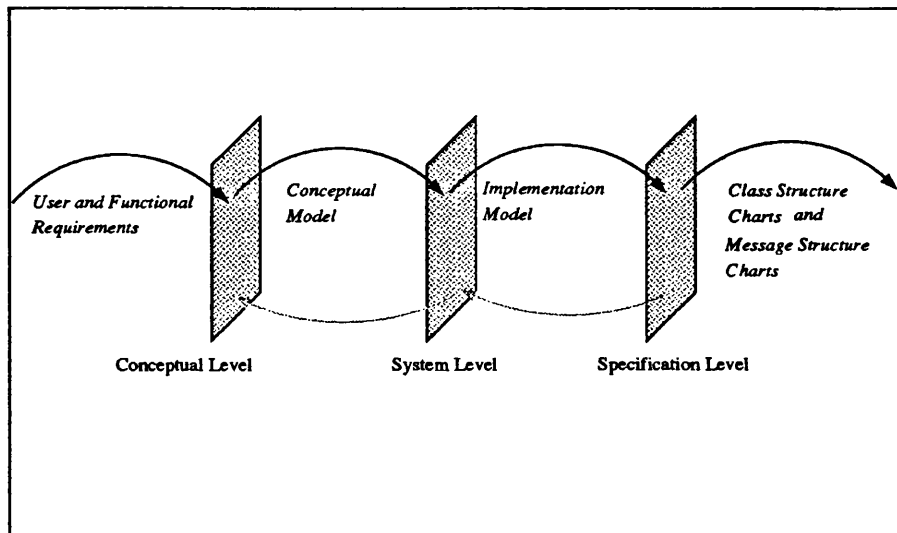 User and Functional
Requirements
Conceptual
Model
Implementation
Model
Class Structure
Charts and
Message Structure
Charts
Conceptual Level
System Level
Specification Level